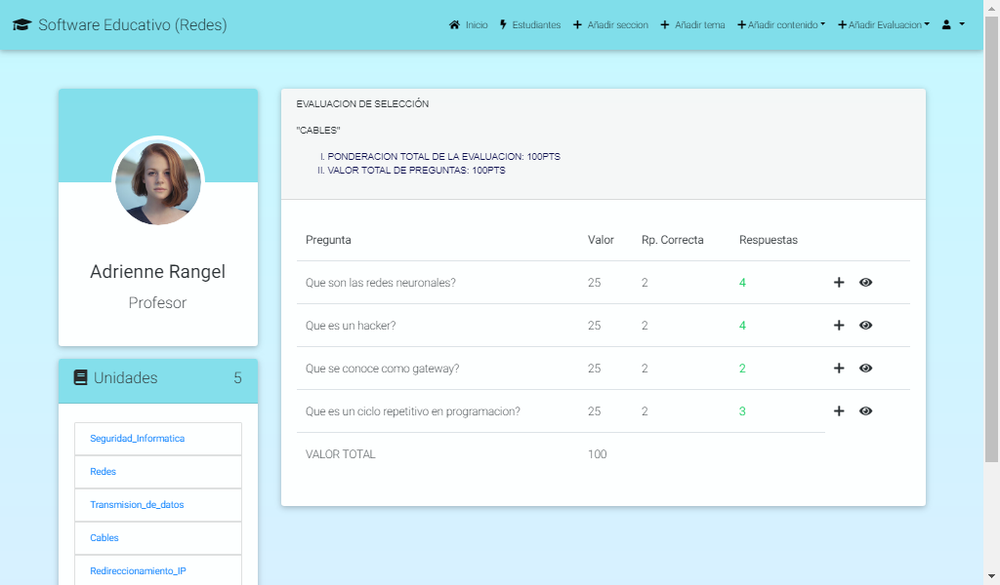 Software Educativo (Redes)
Inicio
Estudiantes
Añadir seccion
Añadir tema
Añadir contenido
Añadir Evaluacion
Adrienne Rangel
Profesor
Unidades 5
Seguridad_Informatica
Redes
Transmision_de_datos
Cables
Redireccionamiento_IP
EVALUACION DE SELECCIÓN
"CABLES"
I. PONDERACION TOTAL DE LA EVALUACION: 100PTS
II. VALOR TOTAL DE PREGUNTAS: 100PTS
Pregunta Valor Rp. Correcta Respuestas
Que son las redes neuronales? 25 2 4
Que es un hacker? 25 2 4
Que se conoce como gateway? 25 2 2
Que es un ciclo repetitivo en programacion? 25 2 3
VALOR TOTAL 100